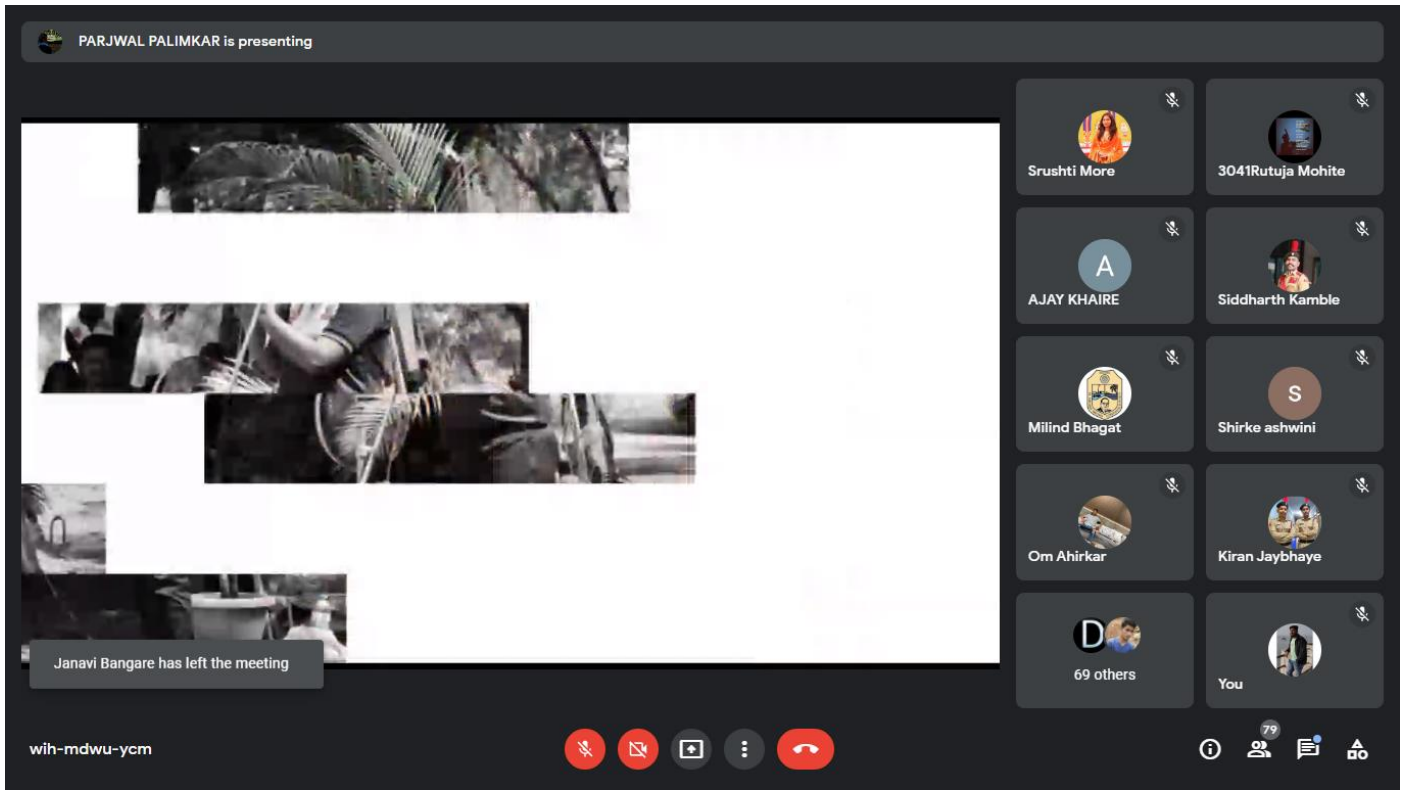 PARJWAL PALIMKAR is presenting
Srushti More
3041Rutuja Mohite
A
AJAY KHAIRE
Siddharth Kamble
Milind Bhagat
S
Shirke ashwini
Om Ahirkar
Kiran Jaybhaye
D
69 others
You
Janavi Bangare has left the meeting
wih-mdwu-ycm
79